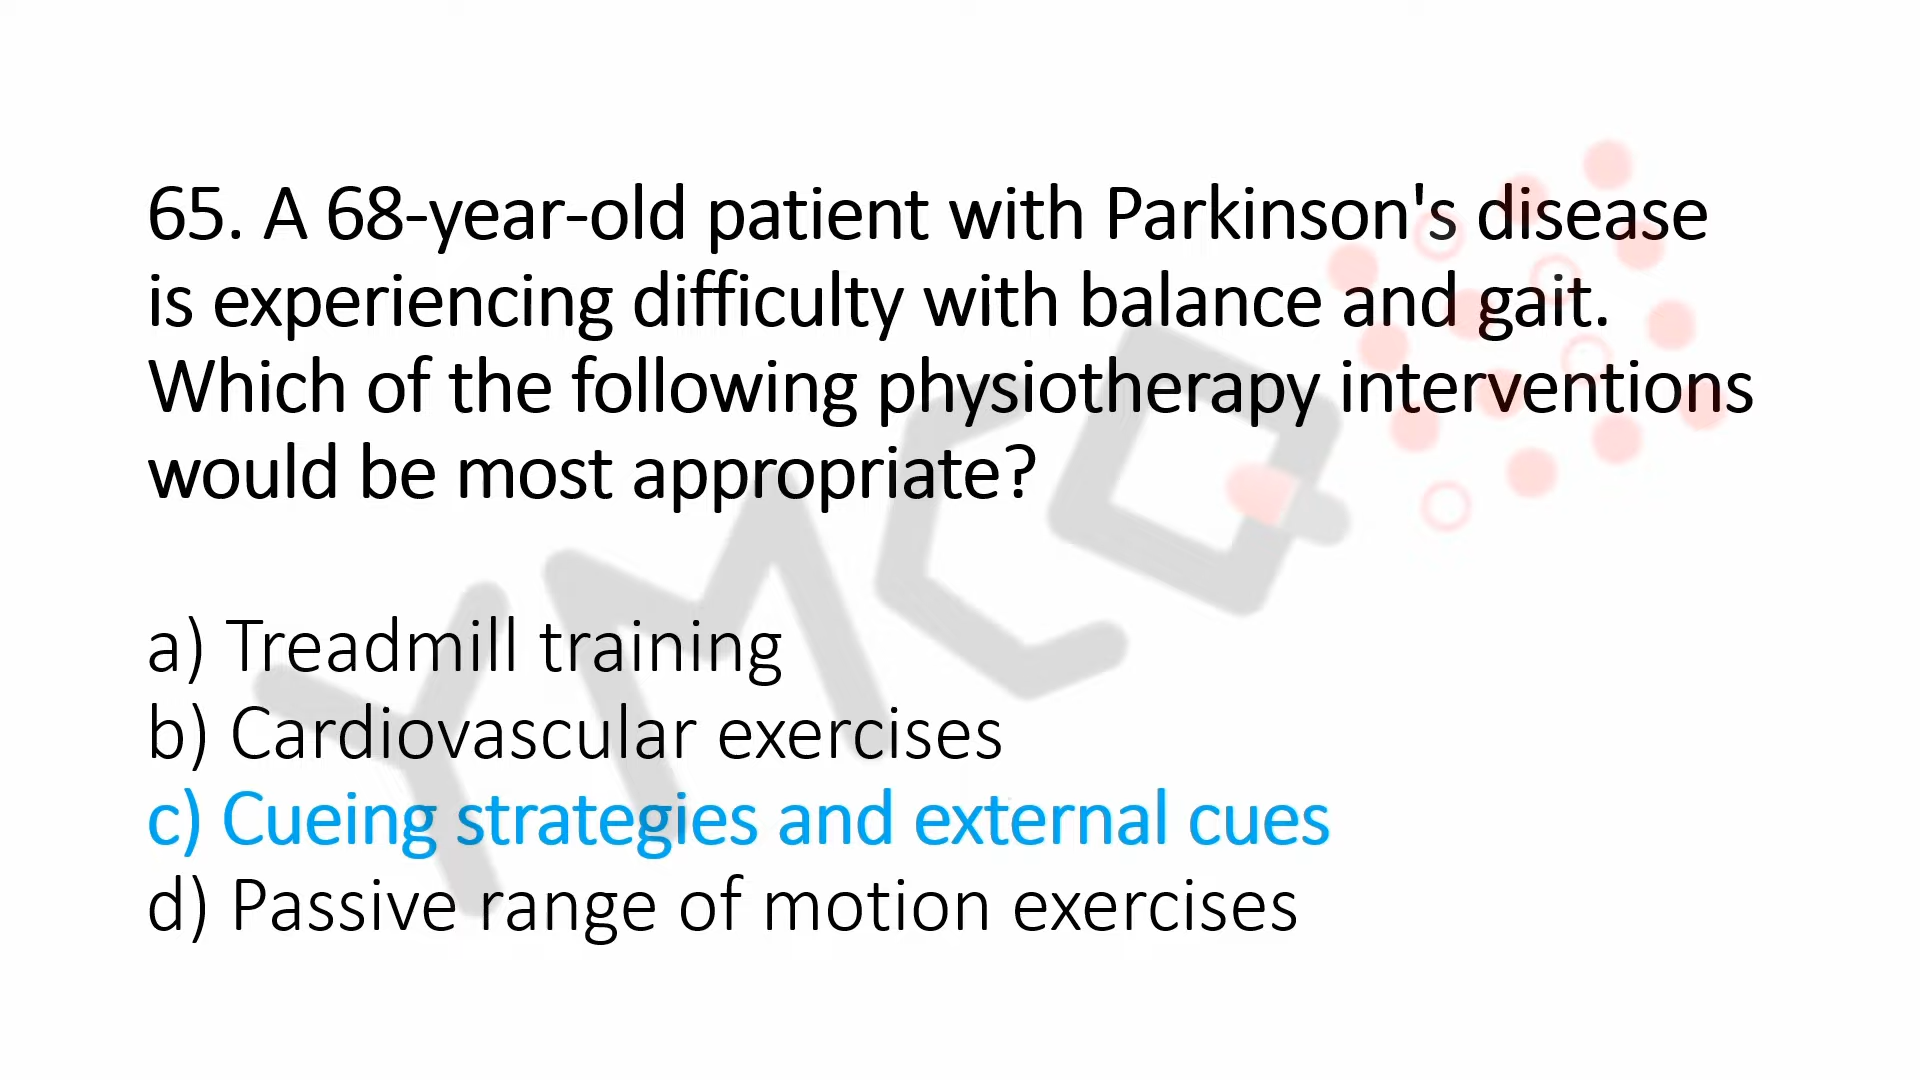 65. A 68-year-old patient with Parkinson's disease
is experiencing difficulty with balance and gait.
Which of the following physiotherapy interventions
would be most appropriate?
a) Treadmill training
b) Cardiovascular exercises
c) Cueing strategies and external cues
d) Passive range of motion exercises
YMCQ